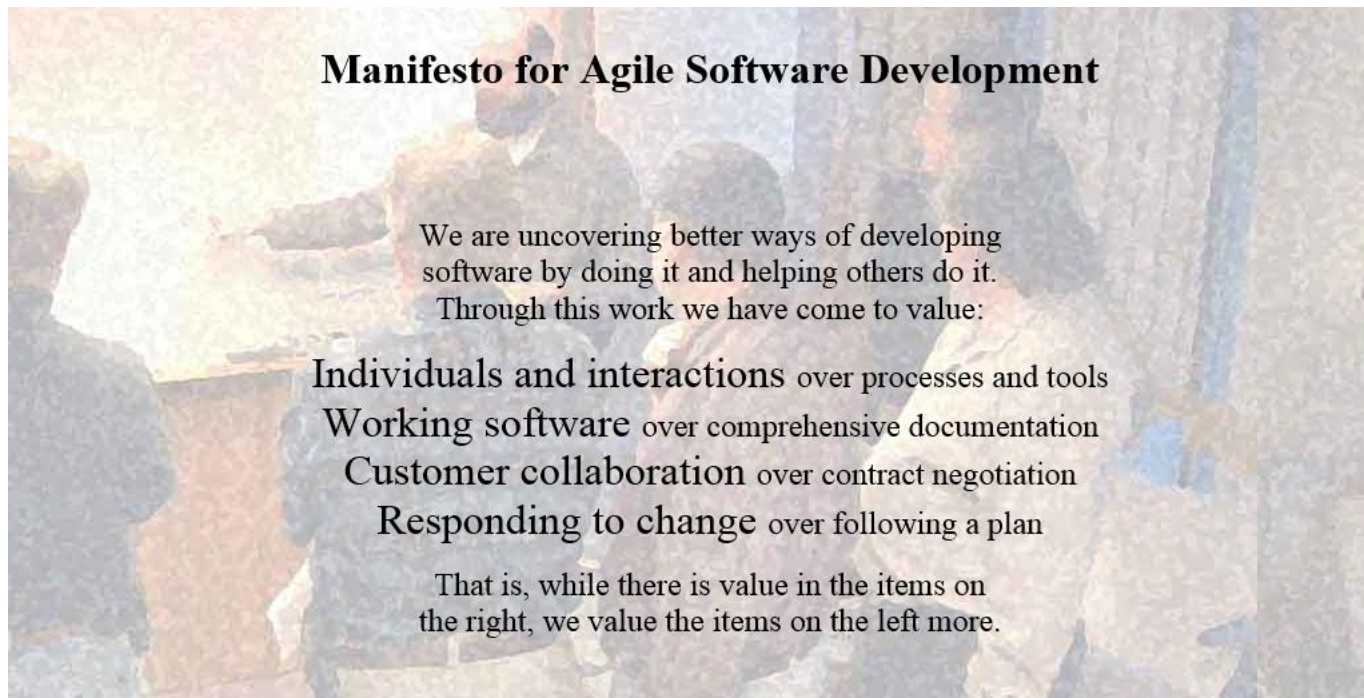 Manifesto for Agile Software Development
We are uncovering better ways of developing
software by doing it and helping others do it.
Through this work we have come to value:
Individuals and interactions over processes and tools
Working software over comprehensive documentation
Customer collaboration over contract negotiation
Responding to change over following a plan
That is, while there is value in the items on
the right, we value the items on the left more.